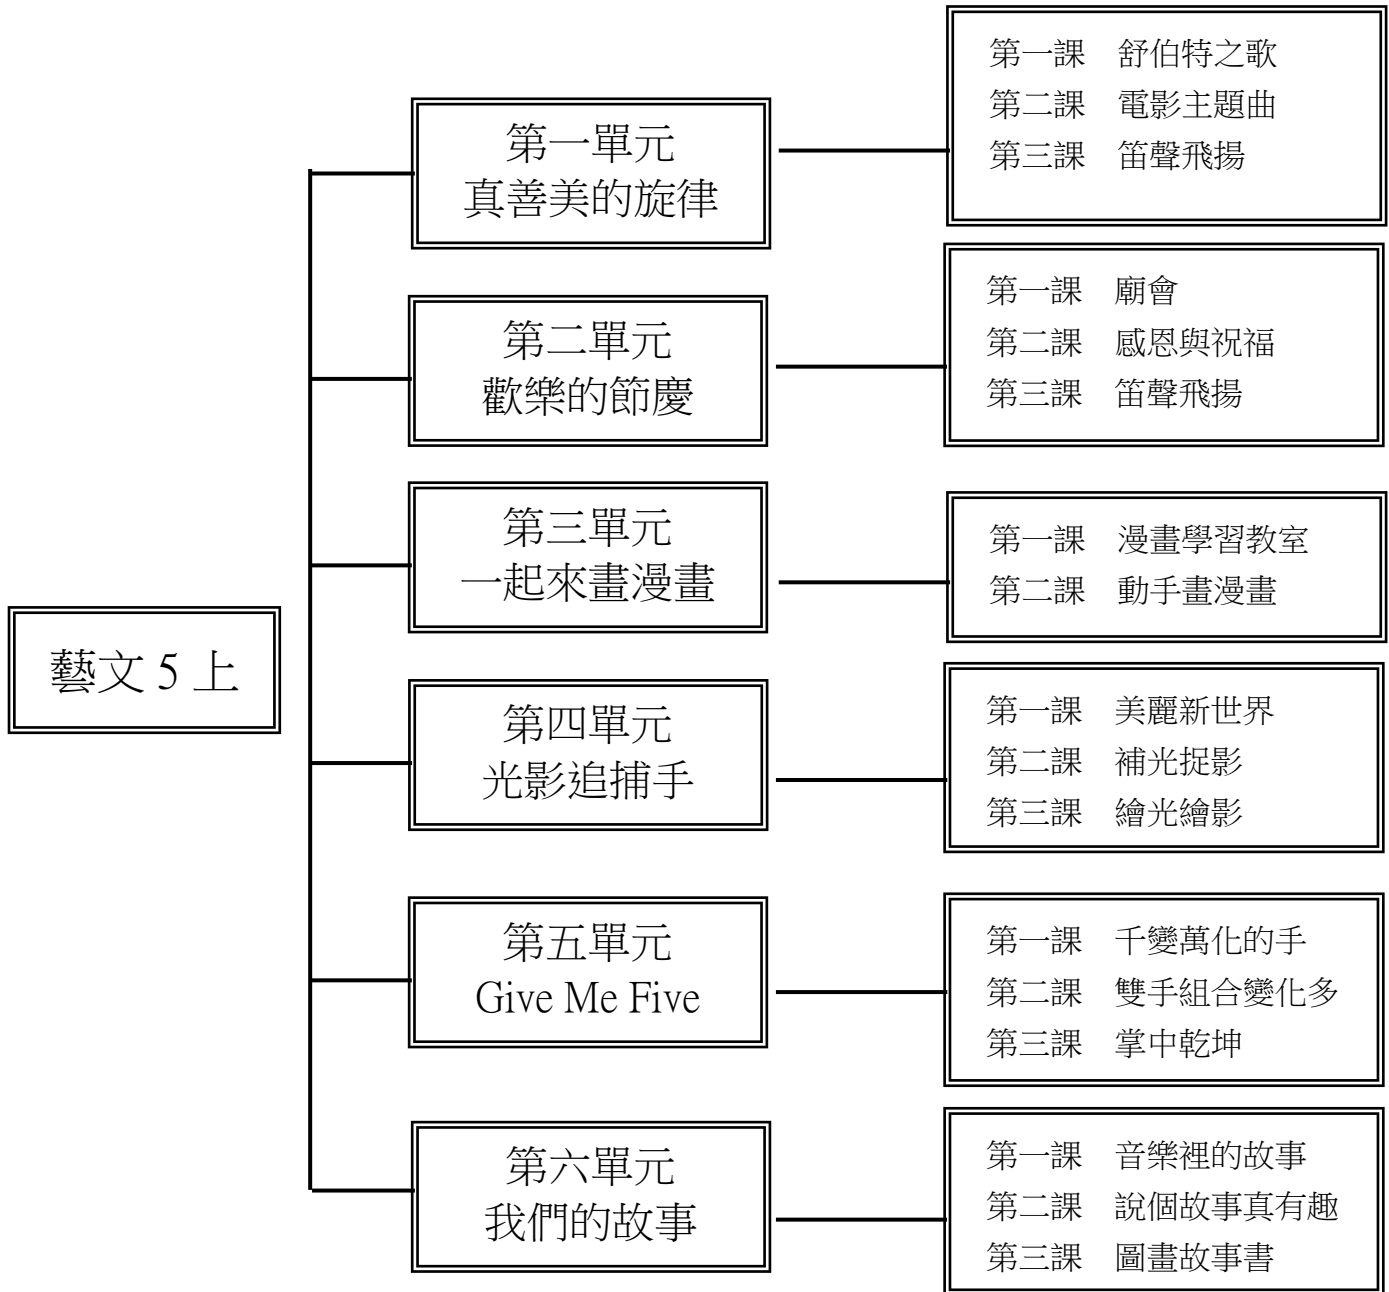 藝文 5 上
第一單元
真善美的旋律
第一課　舒伯特之歌
第二課　電影主題曲
第三課　笛聲飛揚
第二單元
歡樂的節慶
第一課　廟會
第二課　感恩與祝福
第三課　笛聲飛揚
第三單元
一起來畫漫畫
第一課　漫畫學習教室
第二課　動手畫漫畫
第四單元
光影追捕手
第一課　美麗新世界
第二課　補光捉影
第三課　繪光繪影
第五單元
Give Me Five
第一課　千變萬化的手
第二課　雙手組合變化多
第三課　掌中乾坤
第六單元
我們的故事
第一課　音樂裡的故事
第二課　說個故事真有趣
第三課　圖畫故事書